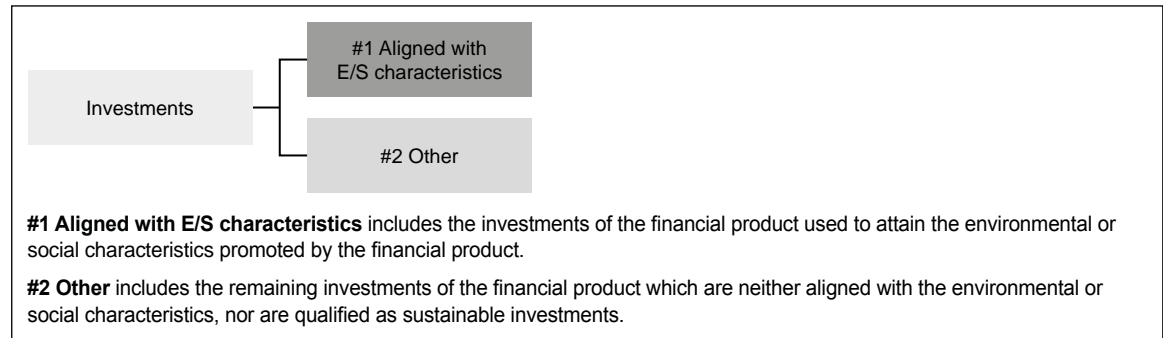 #1 Aligned with
E/S characteristics
Investments
#2 Other
#1 Aligned with E/S characteristics includes the investments of the financial product used to attain the environmental or
social characteristics promoted by the financial product.
#2 Other includes the remaining investments of the financial product which are neither aligned with the environmental or
social characteristics, nor are qualified as sustainable investments.